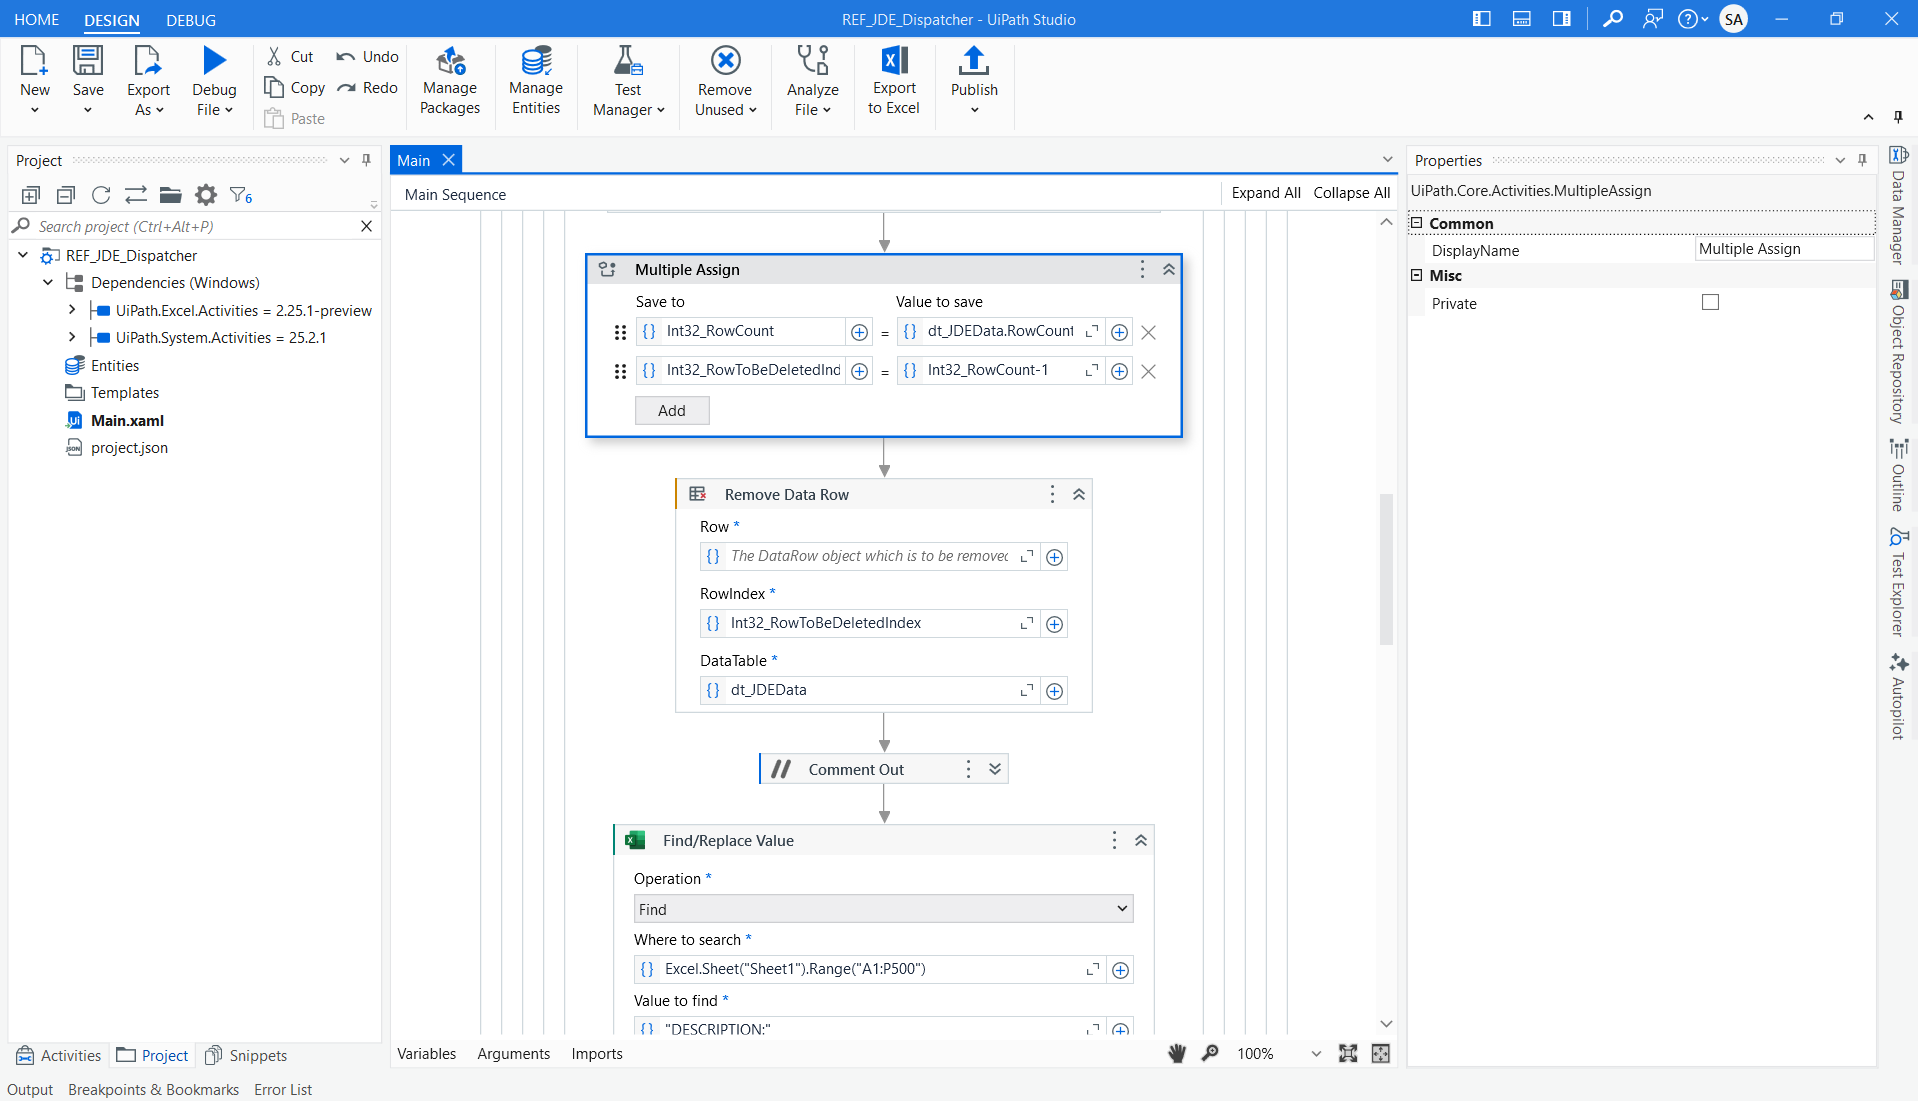 HOME DESIGN DEBUG
REF_JDE_Dispatcher - UiPath Studio
SA
New
Save
Export As
Debug File
Cut
Copy
Paste
Undo
Redo
Manage Packages
Manage Entities
Test Manager
Remove Unused
Analyze File
Export to Excel
Publish
Project
6
Search project (Ctrl+Alt+P)
REF_JDE_Dispatcher
Dependencies (Windows)
UiPath.Excel.Activities = 2.25.1-preview
UiPath.System.Activities = 25.2.1
Entities
Templates
Main.xaml
project.json
Activities Project Snippets
Main
Main Sequence
Expand All Collapse All
Multiple Assign
Save to Value to save
Int32_RowCount = dt_JDEData.RowCount
Int32_RowToBeDeletedInd = Int32_RowCount-1
Add
Remove Data Row
Row *
The DataRow object which is to be removed
RowIndex *
Int32_RowToBeDeletedIndex
DataTable *
dt_JDEData
Comment Out
Find/Replace Value
Operation *
Find
Where to search *
Excel.Sheet("Sheet1").Range("A1:P500")
Value to find *
"DESCRIPTION:"
Variables Arguments Imports
100%
Properties
UiPath.Core.Activities.MultipleAssign
Common
DisplayName Multiple Assign
Misc
Private
Data Manager
Object Repository
Outline
Test Explorer
Autopilot
Output Breakpoints & Bookmarks Error List